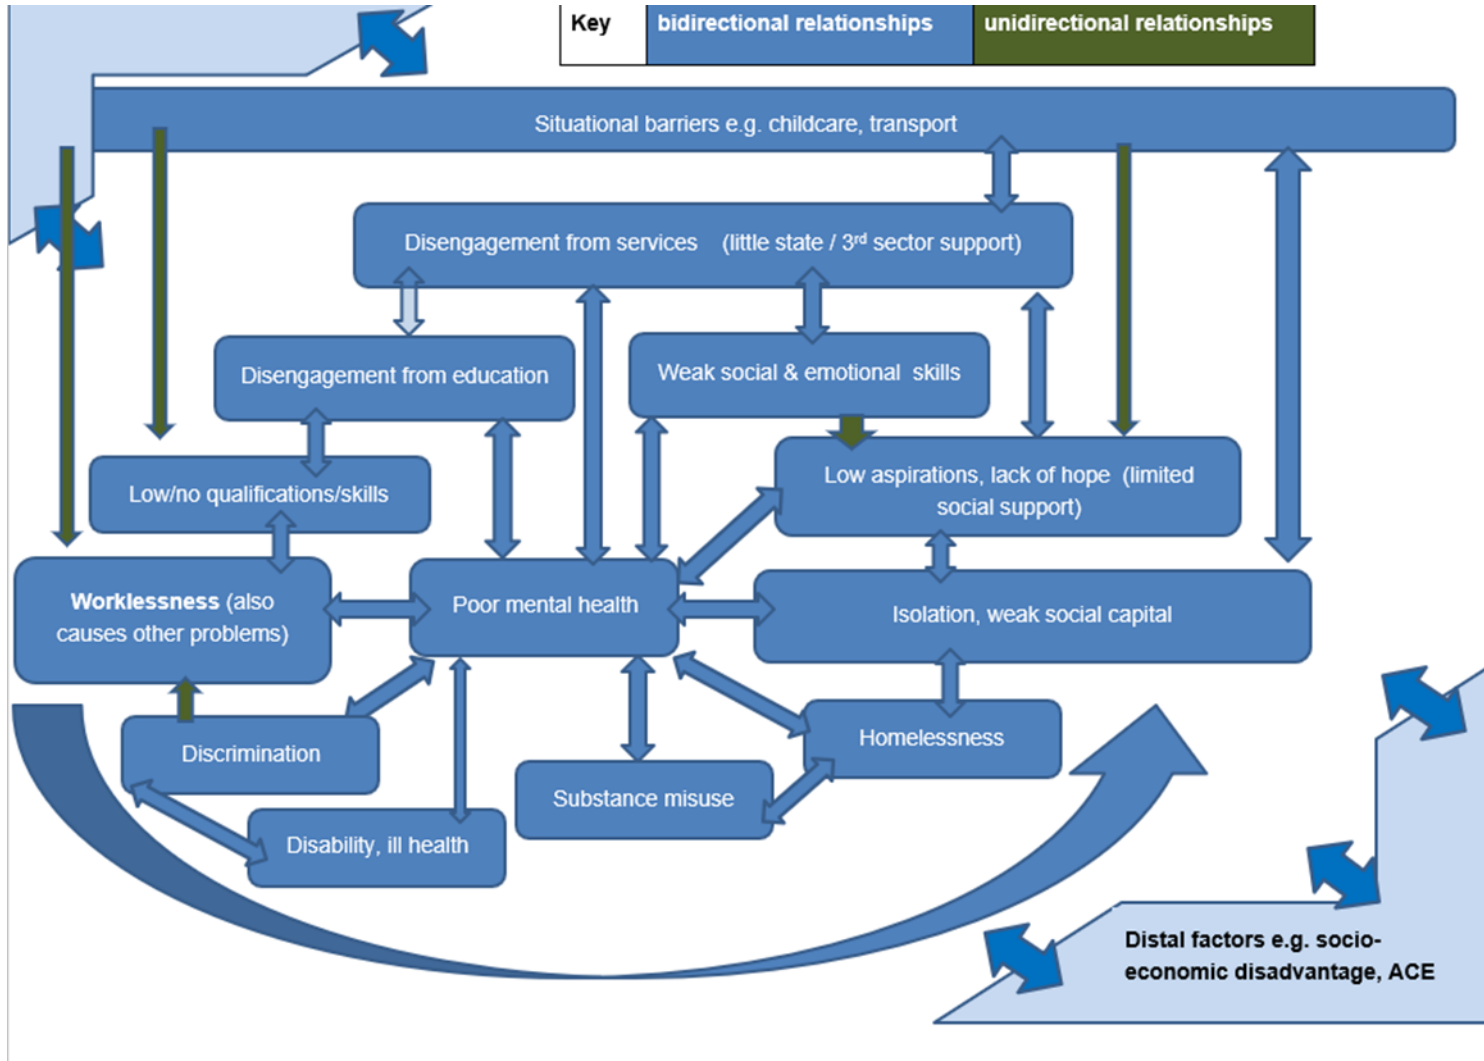 Key
bidirectional relationships
unidirectional relationships
Situational barriers e.g. childcare, transport
Disengagement from services (little state / 3rd sector support)
Disengagement from education
Weak social & emotional skills
Low/no qualifications/skills
Low aspirations, lack of hope (limited
social support)
Worklessness (also
causes other problems)
Poor mental health
Isolation, weak social capital
Discrimination
Homelessness
Substance misuse
Disability, ill health
Distal factors e.g. socio-
economic disadvantage, ACE